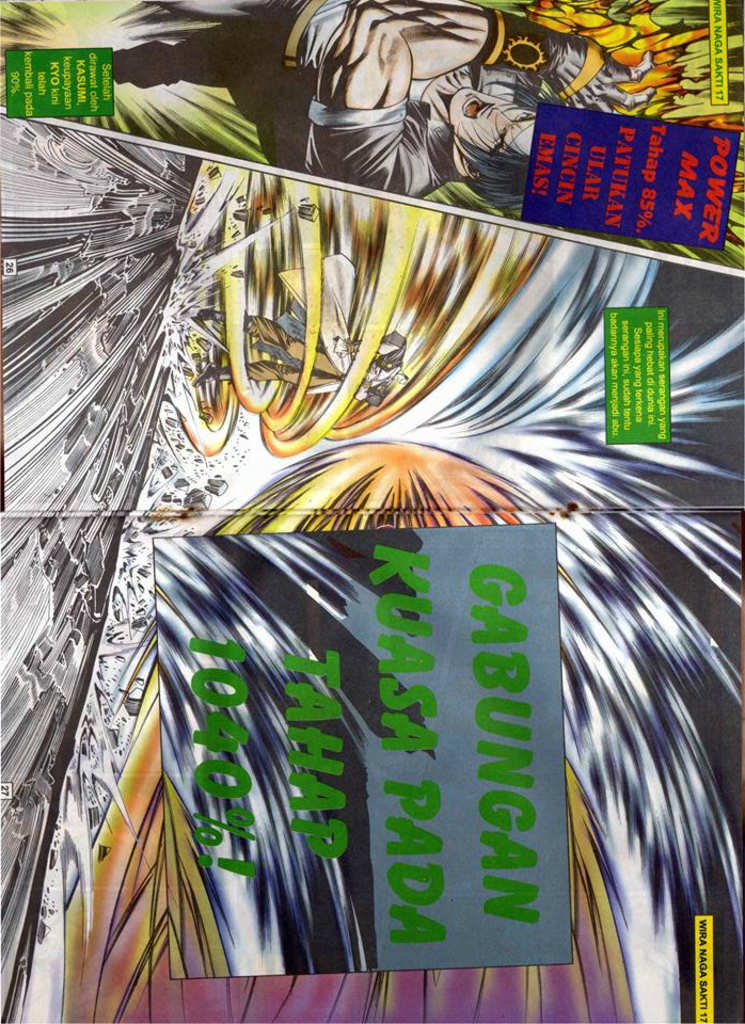 WIRA NAGA SAKTI 17
POWER
MAX
Tahap 85%.
PATUKAN
ULAR
CINCIN
EMAS!
Setelah
dirawat oleh
KASUMI,
keupayaan
KYO kini
telah
kembali pada
90%.
Ini merupakan serangan yang
paling hebat di dunia ini.
Sesiapa yang terkena
serangan ini, sudah tentu
badannya akan menjadi abu.
26
GABUNGAN
KUASA PADA
TAHAP
1040%!
WIRA NAGA SAKTI 17
27